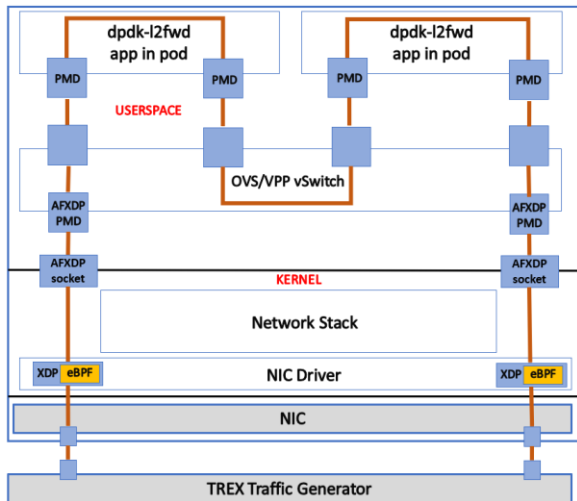 dpdk-l2fwd
app in pod
dpdk-l2fwd
app in pod
PMD
PMD
PMD
PMD
USERSPACE
OVS/VPP vSwitch
AFXDP
PMD
AFXDP
PMD
AFXDP
socket
AFXDP
socket
KERNEL
Network Stack
XDP eBPF
NIC Driver
XDP eBPF
NIC
TREX Traffic Generator